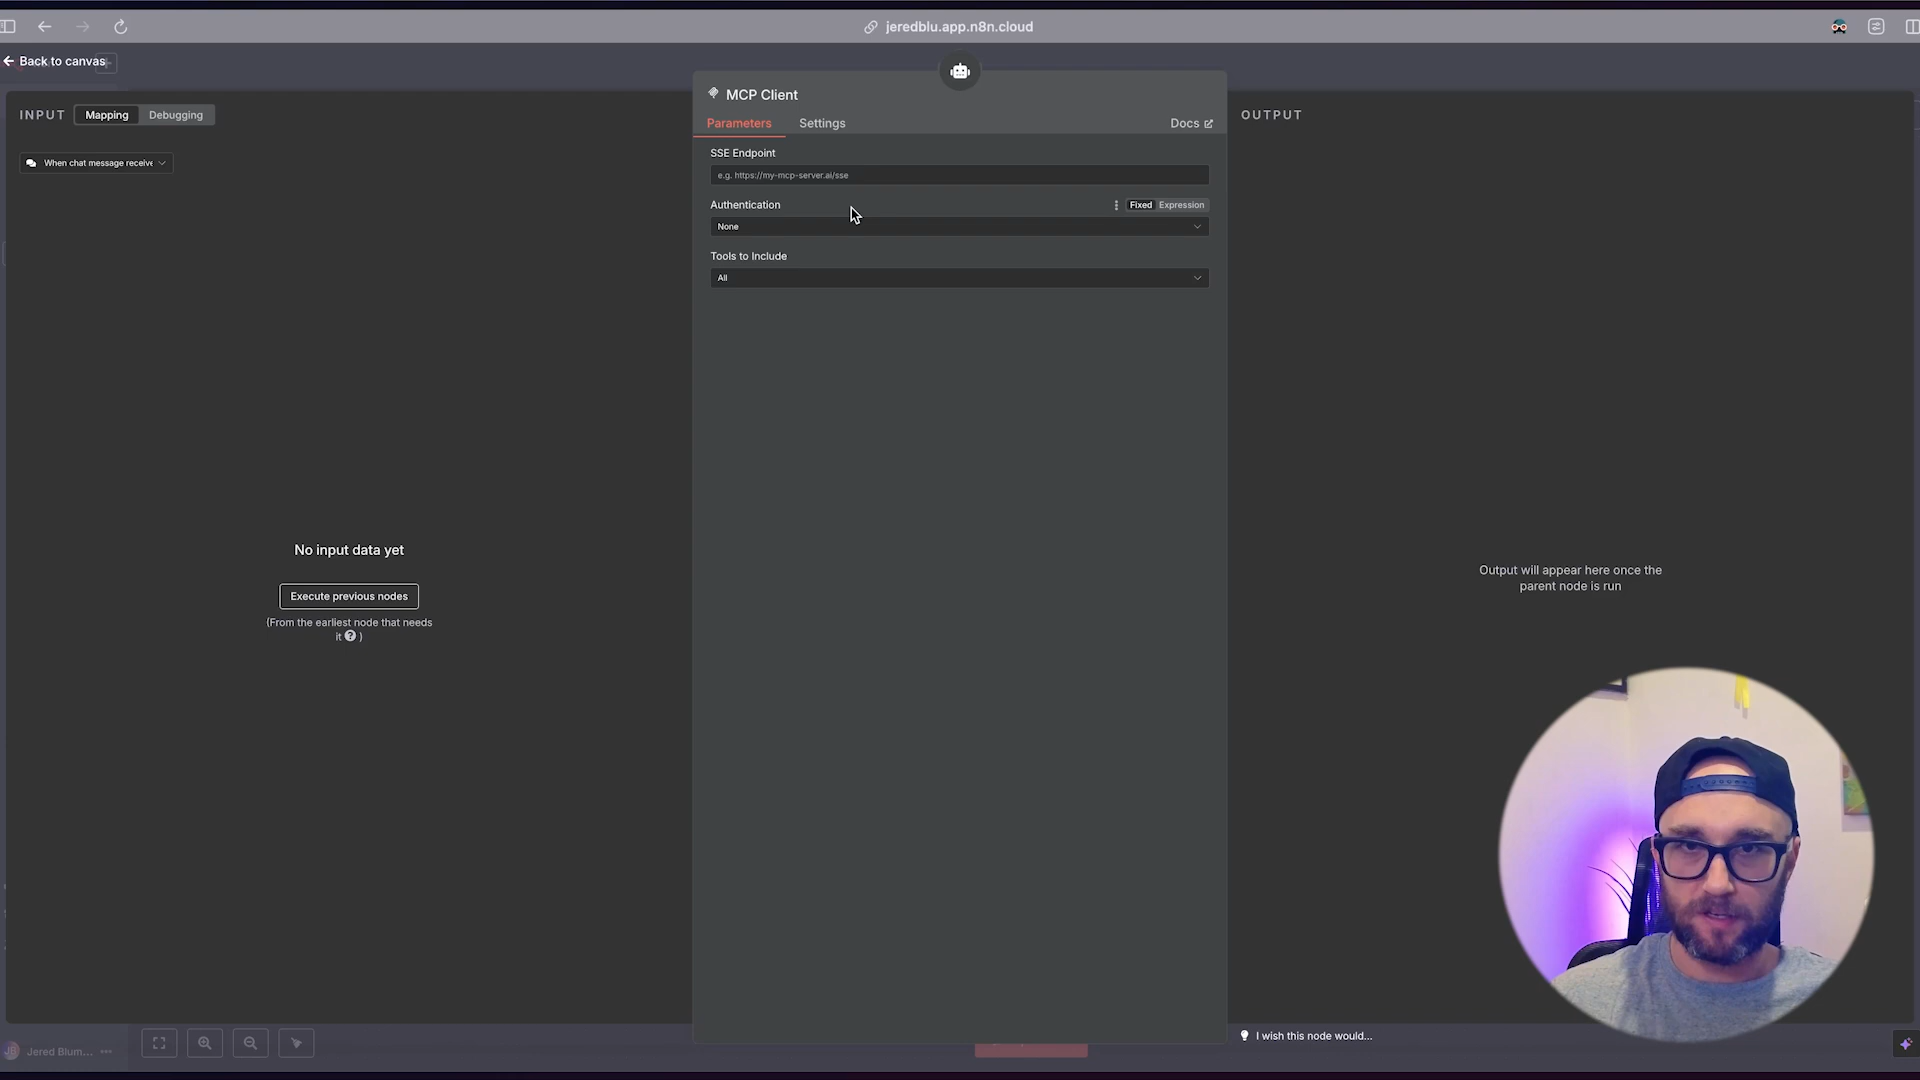 jeredblu.app.n8n.cloud
Back to canvas
INPUT
Mapping
Debugging
When chat message receive
MCP Client
Parameters
Settings
Docs
SSE Endpoint
e.g. https://my-mcp-server.ai/sse
Authentication
Fixed
Expression
None
Tools to Include
All
OUTPUT
No input data yet
Execute previous nodes
(From the earliest node that needs
it ? )
Output will appear here once the
parent node is run
I wish this node would...
JB
Jered Blum...